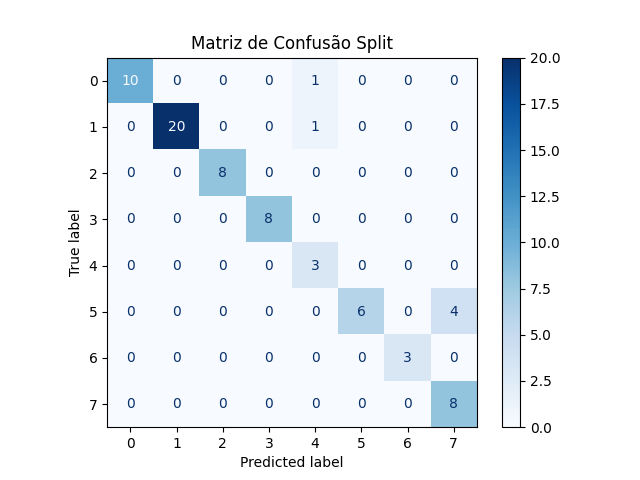 Matriz de Confusão Split
True label
0 10 0 0 0 1 0 0 0
1 0 20 0 0 1 0 0 0
2 0 0 8 0 0 0 0 0
3 0 0 0 8 0 0 0 0
4 0 0 0 0 3 0 0 0
5 0 0 0 0 0 6 0 4
6 0 0 0 0 0 0 3 0
7 0 0 0 0 0 0 0 8
0 1 2 3 4 5 6 7
Predicted label
20.0
17.5
15.0
12.5
10.0
7.5
5.0
2.5
0.0